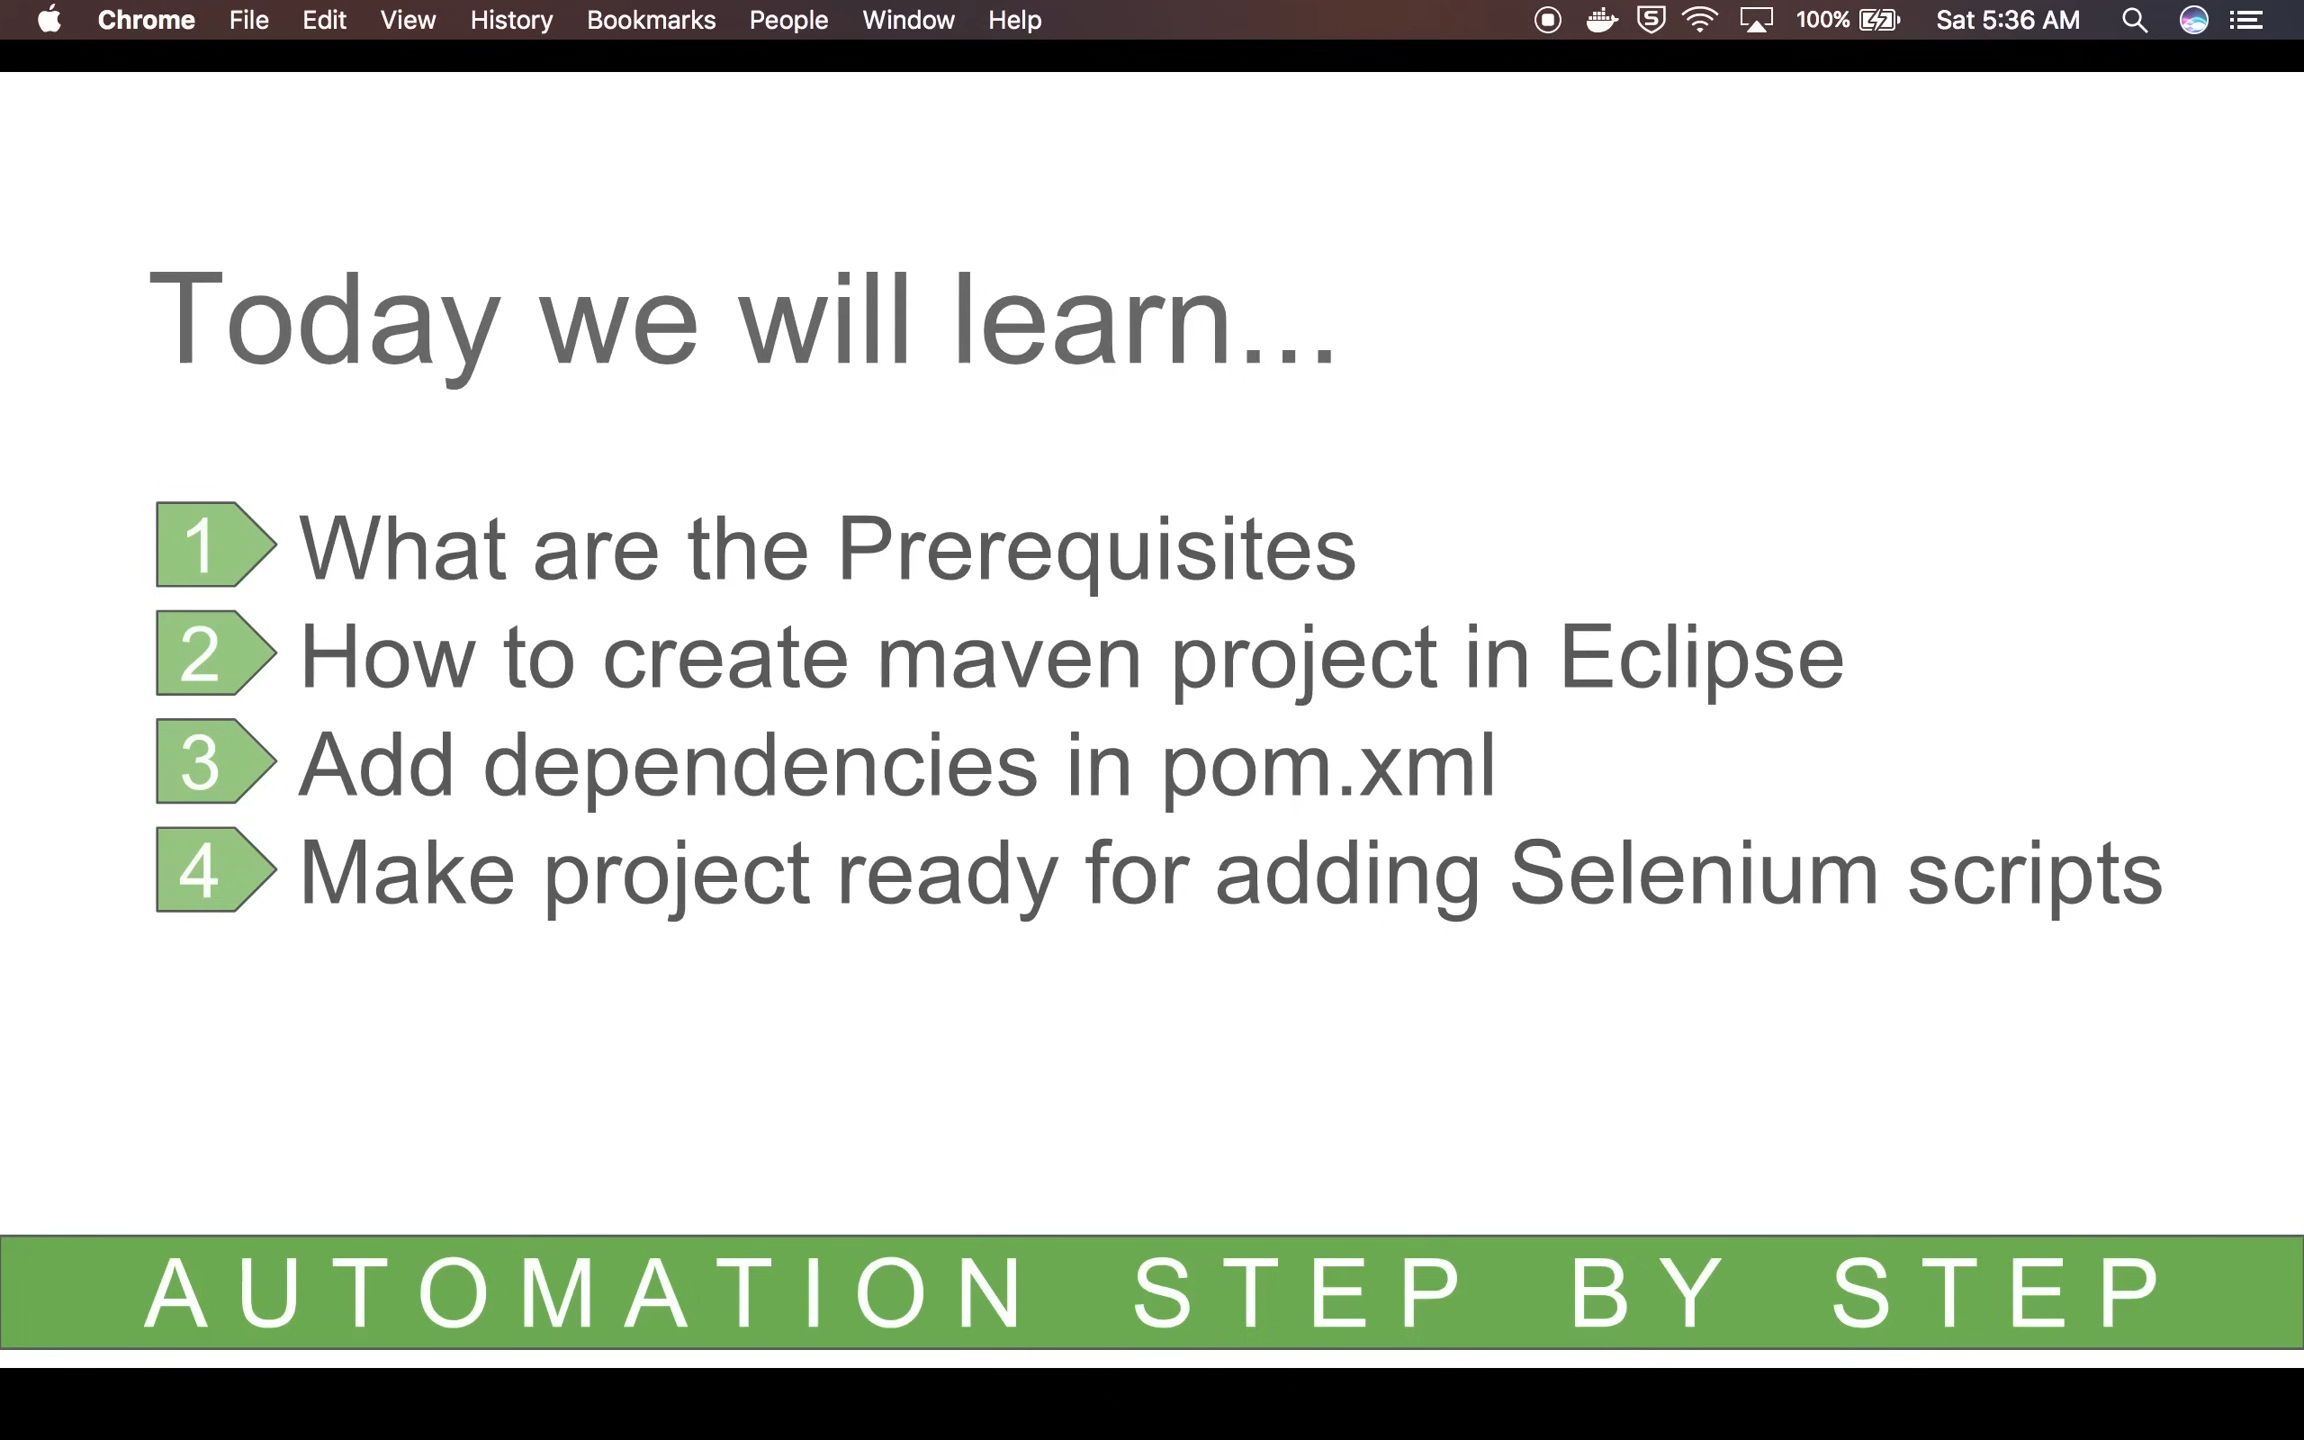 Chrome File Edit View History Bookmarks People Window Help 100% Sat 5:36 AM
Today we will learn...
1 What are the Prerequisites
2 How to create maven project in Eclipse
3 Add dependencies in pom.xml
4 Make project ready for adding Selenium scripts
AUTOMATION STEP BY STEP